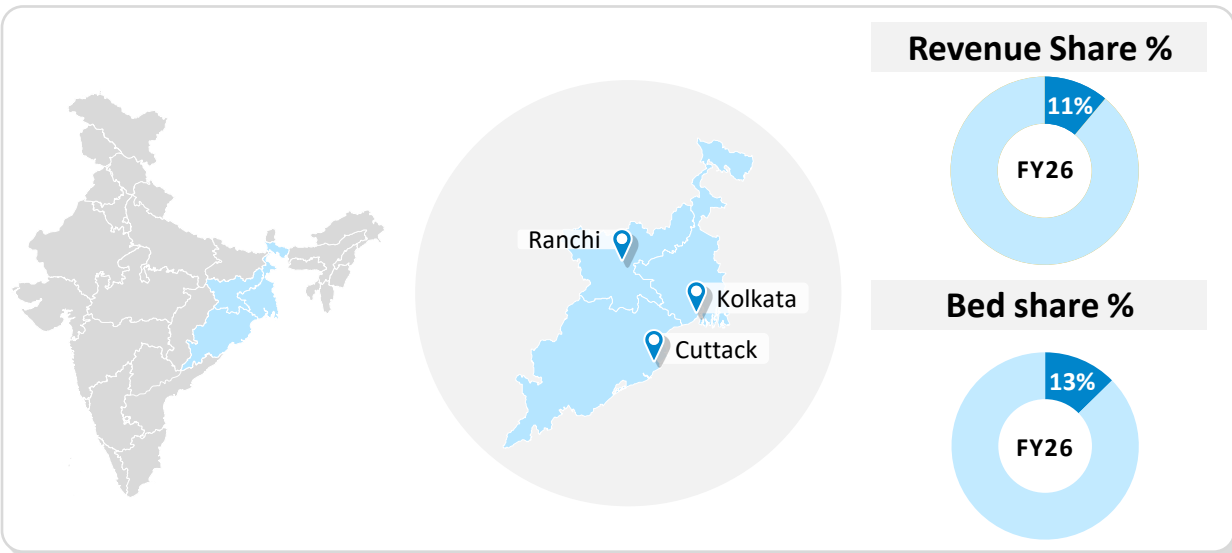 Ranchi
Kolkata
Cuttack
Revenue Share %
11%
FY26
Bed share %
13%
FY26